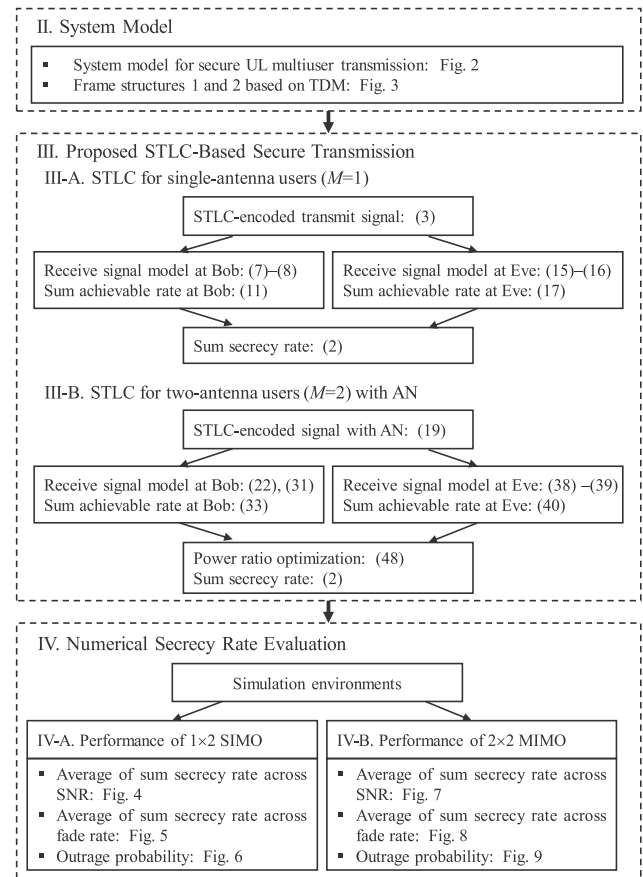 II. System Model
▪ System model for secure UL multiuser transmission: Fig. 2
▪ Frame structures 1 and 2 based on TDM: Fig. 3
III. Proposed STLC-Based Secure Transmission
III-A. STLC for single-antenna users (M=1)
STLC-encoded transmit signal: (3)
Receive signal model at Bob: (7)–(8)
Sum achievable rate at Bob: (11)
Receive signal model at Eve: (15)–(16)
Sum achievable rate at Eve: (17)
Sum secrecy rate: (2)
III-B. STLC for two-antenna users (M=2) with AN
STLC-encoded signal with AN: (19)
Receive signal model at Bob: (22), (31)
Sum achievable rate at Bob: (33)
Receive signal model at Eve: (38) –(39)
Sum achievable rate at Eve: (40)
Power ratio optimization: (48)
Sum secrecy rate: (2)
IV. Numerical Secrecy Rate Evaluation
Simulation environments
IV-A. Performance of 1×2 SIMO
▪ Average of sum secrecy rate across
SNR: Fig. 4
▪ Average of sum secrecy rate across
fade rate: Fig. 5
▪ Outrage probability: Fig. 6
IV-B. Performance of 2×2 MIMO
▪ Average of sum secrecy rate across
SNR: Fig. 7
▪ Average of sum secrecy rate across
fade rate: Fig. 8
▪ Outrage probability: Fig. 9